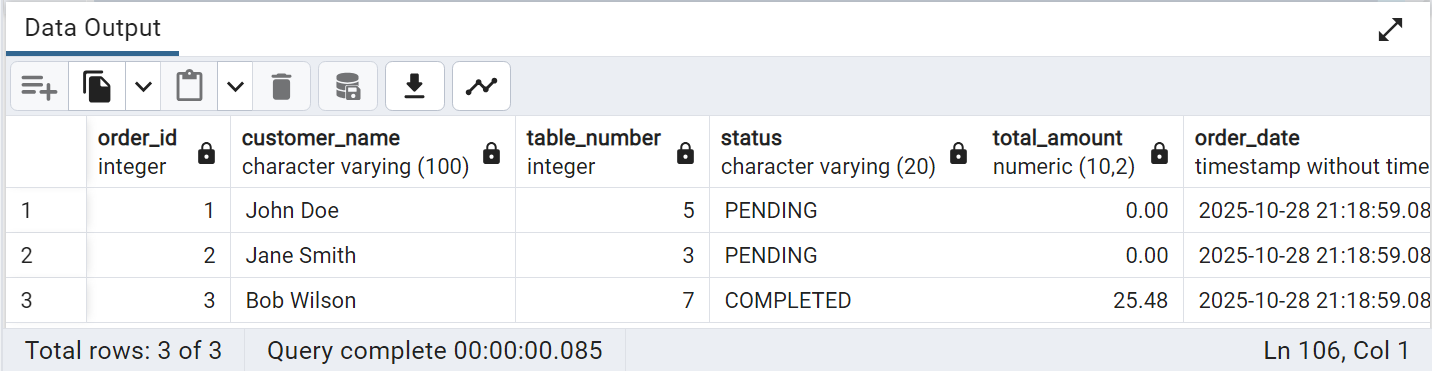 Data Output
order_id customer_name table_number status total_amount order_date
integer character varying (100) integer character varying (20) numeric (10,2) timestamp without time
1 1 John Doe 5 PENDING 0.00 2025-10-28 21:18:59.08
2 2 Jane Smith 3 PENDING 0.00 2025-10-28 21:18:59.08
3 3 Bob Wilson 7 COMPLETED 25.48 2025-10-28 21:18:59.08
Total rows: 3 of 3 Query complete 00:00:00.085 Ln 106, Col 1